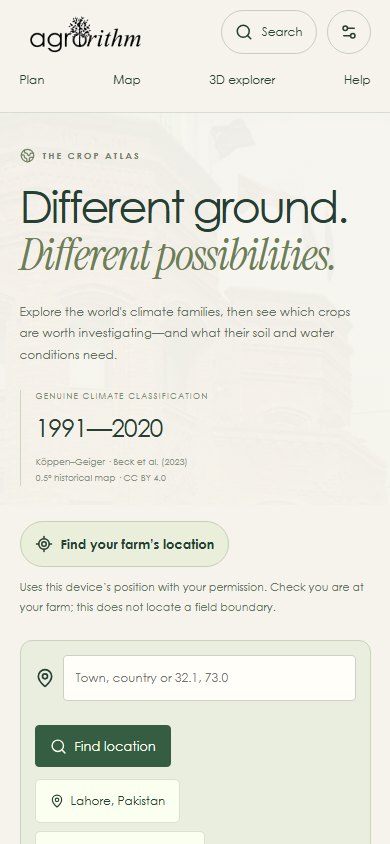 agrorithm
Search
Plan
Map
3D explorer
Help
THE CROP ATLAS
Different ground.
Different possibilities.
Explore the world's climate families, then see which crops
are worth investigating—and what their soil and water
conditions need.
GENUINE CLIMATE CLASSIFICATION
1991—2020
Köppen–Geiger · Beck et al. (2023)
0.5° historical map · CC BY 4.0
Find your farm's location
Uses this device's position with your permission. Check you are at
your farm; this does not locate a field boundary.
Town, country or 32.1, 73.0
Find location
Lahore, Pakistan